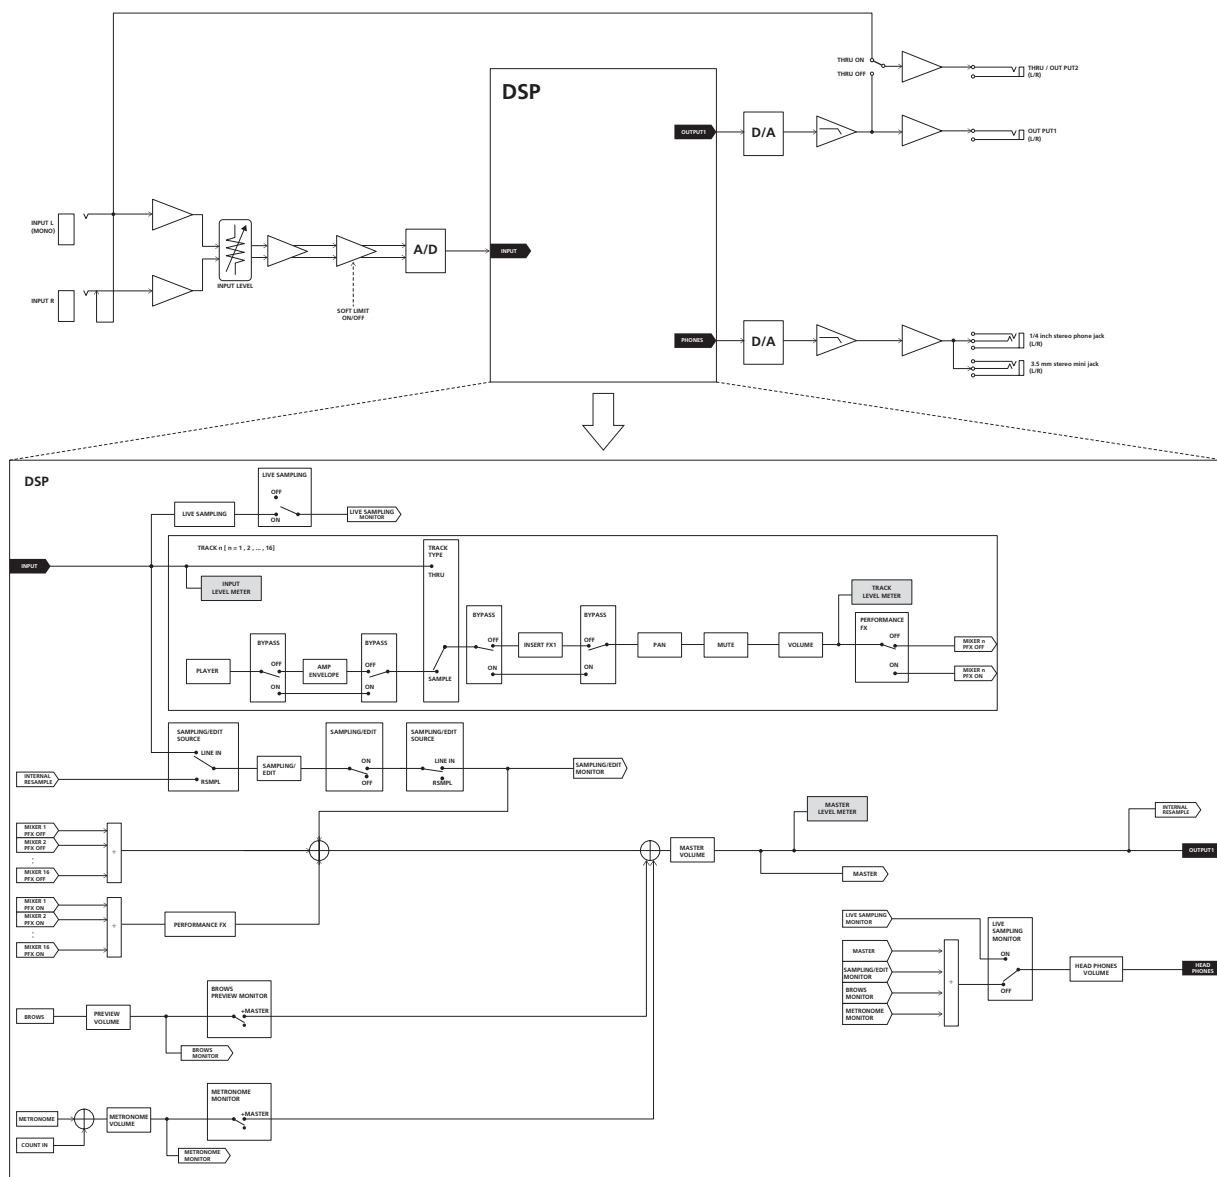 THRU ON
THRU OFF
THRU / OUT PUT2
(L/R)
DSP
OUTPUT1
D/A
OUT PUT1
(L/R)
INPUT L
(MONO)
INPUT R
INPUT LEVEL
SOFT LIMIT
ON/OFF
A/D
INPUT
PHONES
D/A
1/4 inch stereo phone jack
(L/R)
3.5 mm stereo mini jack
(L/R)
DSP
LIVE SAMPLING
LIVE SAMPLING
OFF
ON
LIVE SAMPLING
MONITOR
INPUT
TRACK n [ n = 1 , 2 , ... , 16]
INPUT
LEVEL METER
TRACK
TYPE
THRU
SAMPLE
PLAYER
BYPASS
OFF
ON
AMP
ENVELOPE
BYPASS
OFF
ON
BYPASS
OFF
ON
INSERT FX1
BYPASS
OFF
ON
PAN
MUTE
VOLUME
TRACK
LEVEL METER
PERFORMANCE
FX
OFF
ON
MIXER n
PFX OFF
MIXER n
PFX ON
SAMPLING/EDIT
SOURCE
LINE IN
RSMPL
INTERNAL
RESAMPLE
SAMPLING/
EDIT
SAMPLING/EDIT
ON
OFF
SAMPLING/EDIT
SOURCE
LINE IN
RSMPL
SAMPLING/EDIT
MONITOR
MIXER 1
PFX OFF
MIXER 2
PFX OFF
:
MIXER 16
PFX OFF
+
MASTER
VOLUME
MASTER
LEVEL METER
MASTER
INTERNAL
RESAMPLE
OUTPUT1
MIXER 1
PFX ON
MIXER 2
PFX ON
:
MIXER 16
PFX ON
+
PERFORMANCE FX
LIVE SAMPLING
MONITOR
MASTER
SAMPLING/EDIT
MONITOR
BROWS
MONITOR
METRONOME
MONITOR
+
LIVE
SAMPLING
MONITOR
ON
OFF
HEAD PHONES
VOLUME
HEAD
PHONES
BROWS
PREVIEW
VOLUME
BROWS
PREVIEW MONITOR
+MASTER
BROWS
MONITOR
METRONOME
COUNT IN
METRONOME
VOLUME
METRONOME
MONITOR
+MASTER
METRONOME
MONITOR